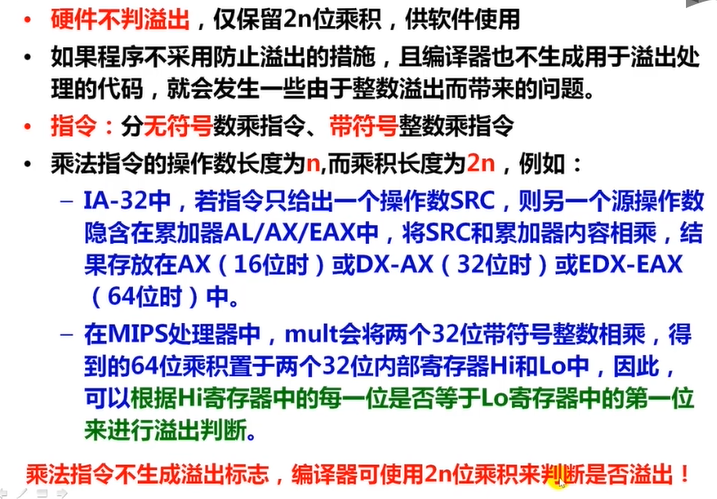 • 硬件不判溢出，仅保留2n位乘积，供软件使用
• 如果程序不采用防止溢出的措施，且编译器也不生成用于溢出处
理的代码，就会发生一些由于整数溢出而带来的问题。
• 指令：分无符号数乘指令、带符号整数乘指令
• 乘法指令的操作数长度为n,而乘积长度为2n，例如：
– IA-32中，若指令只给出一个操作数SRC，则另一个源操作数
隐含在累加器AL/AX/EAX中，将SRC和累加器内容相乘，结
果存放在AX（16位时）或DX-AX（32位时）或EDX-EAX
（64位时）中。
– 在MIPS处理器中，mult会将两个32位带符号整数相乘，得
到的64位乘积置于两个32位内部寄存器Hi和Lo中，因此，
可以根据Hi寄存器中的每一位是否等于Lo寄存器中的第一位
来进行溢出判断。
乘法指令不生成溢出标志，编译器可使用2n位乘积来判断是否溢出！